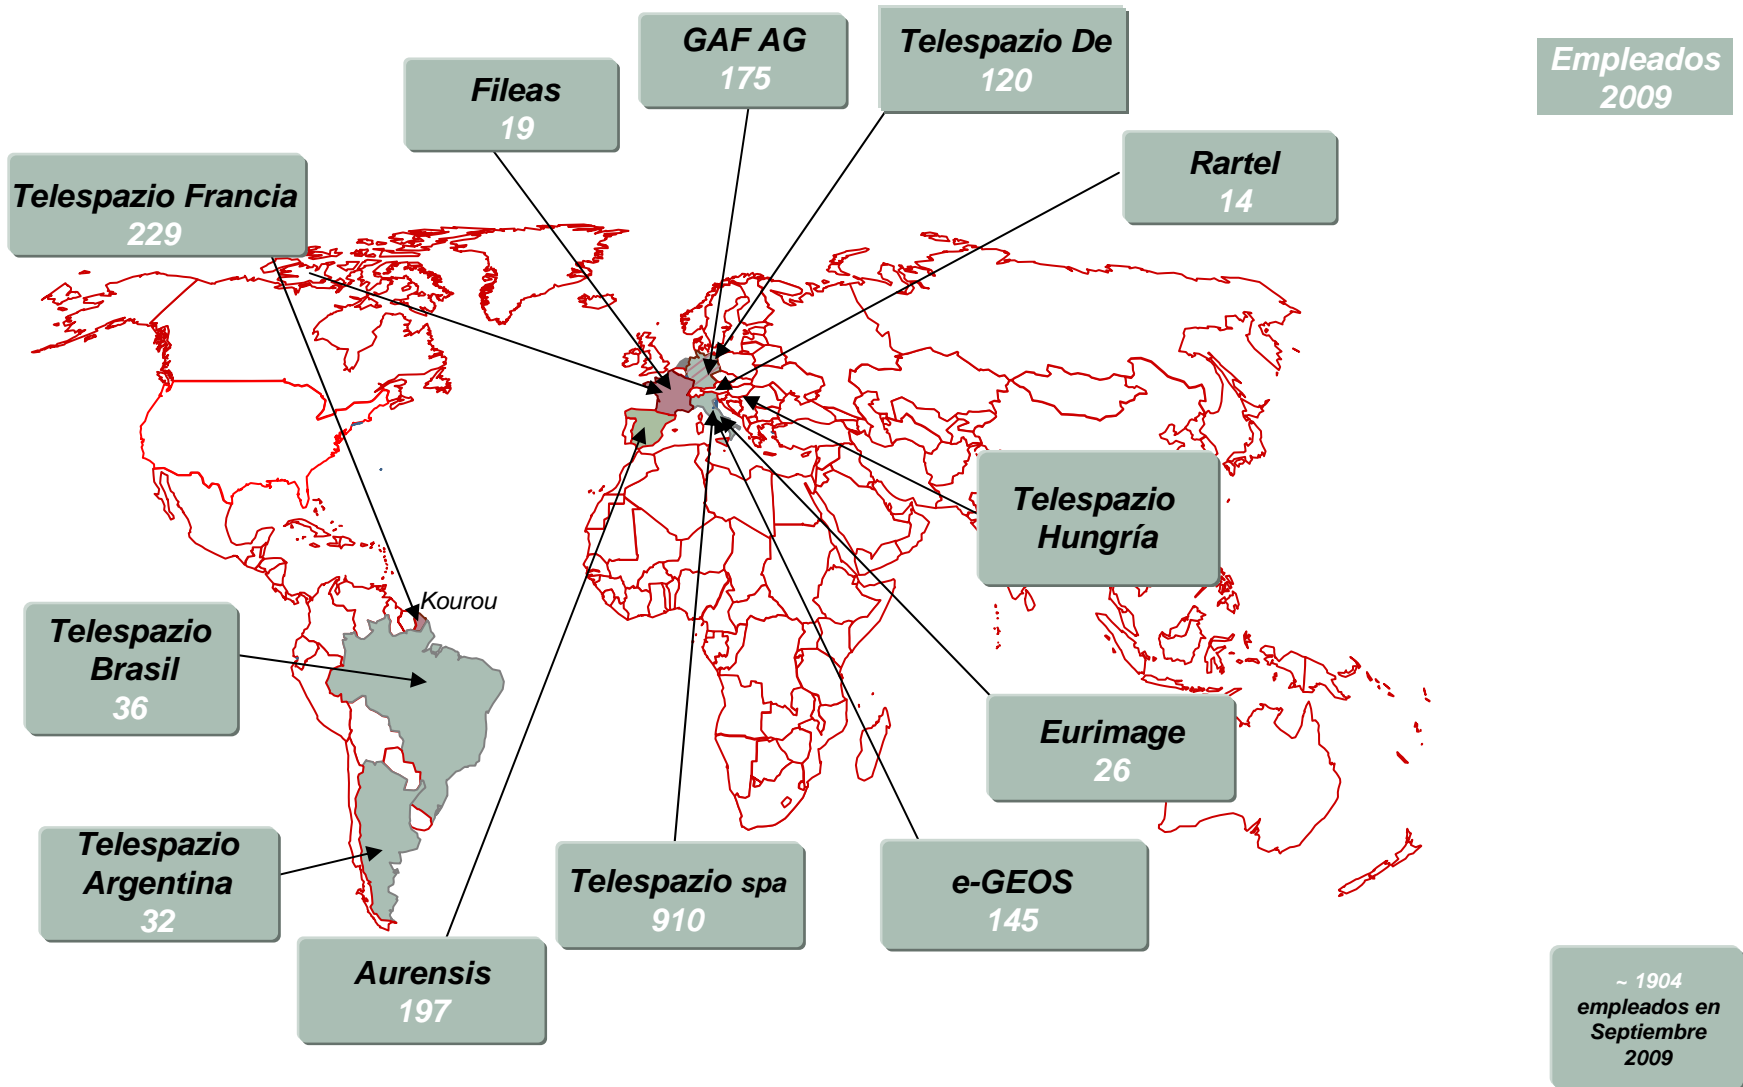 GAF AG
175
Telespazio De
120
Empleados
2009
Fileas
19
Rartel
14
Telespazio Francia
229
Telespazio
Hungría
Kourou
Telespazio
Brasil
36
Eurimage
26
Telespazio
Argentina
32
Telespazio spa
910
e-GEOS
145
Aurensis
197
~ 1904
empleados en
Septiembre
2009